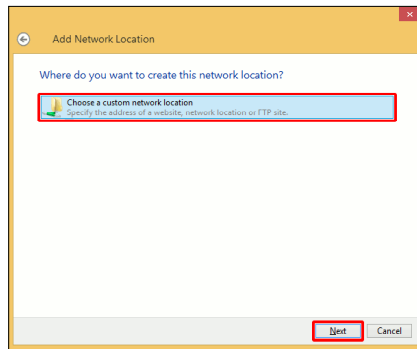 Add Network Location
Where do you want to create this network location?
Choose a custom network location
Specify the address of a website, network location or FTP site.
Next
Cancel